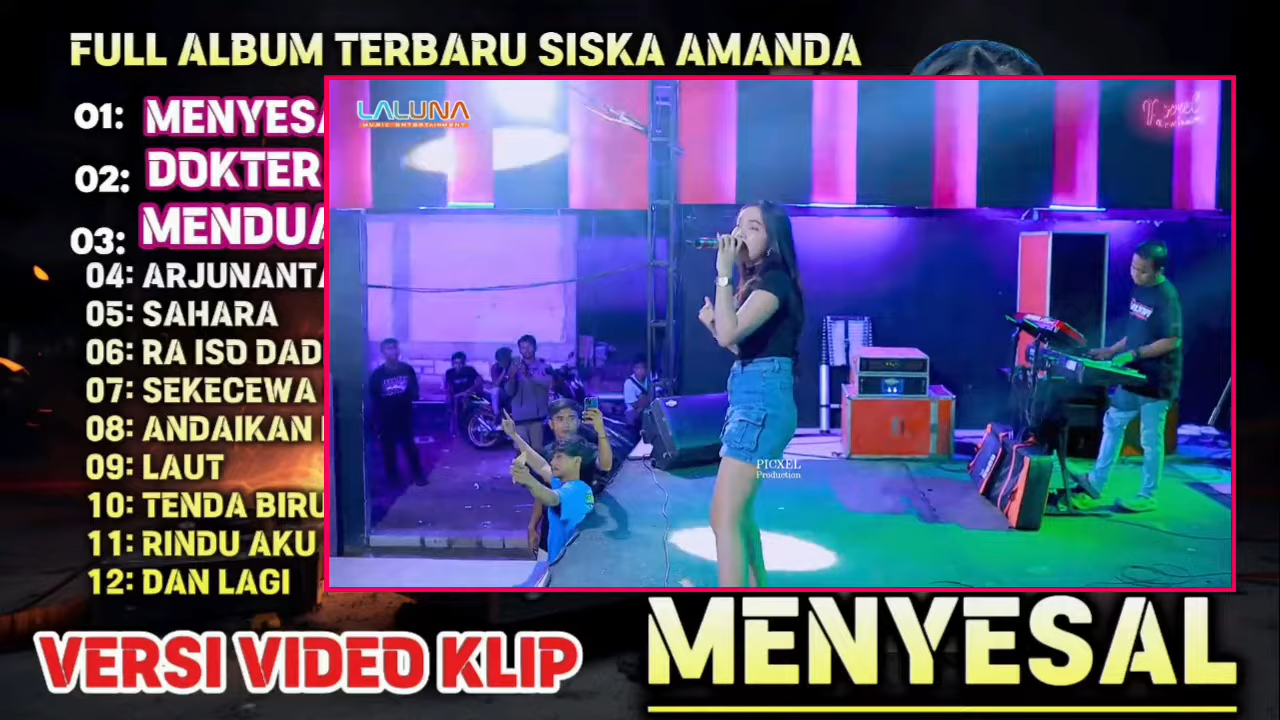 FULL ALBUM TERBARU SISKA AMANDA
01: MENYESA
02: DOKTER
03: MENDUA
04: ARJUNANTA
05: SAHARA
06: RA ISO DAD
07: SEKECEWA
08: ANDAIKAN
09: LAUT
10: TENDA BIRU
11: RINDU AKU
12: DAN LAGI
LALUNA
MUSIC ENTERTAINMENT
PICXEL
Production
VERSI VIDEO KLIP
MENYESAL